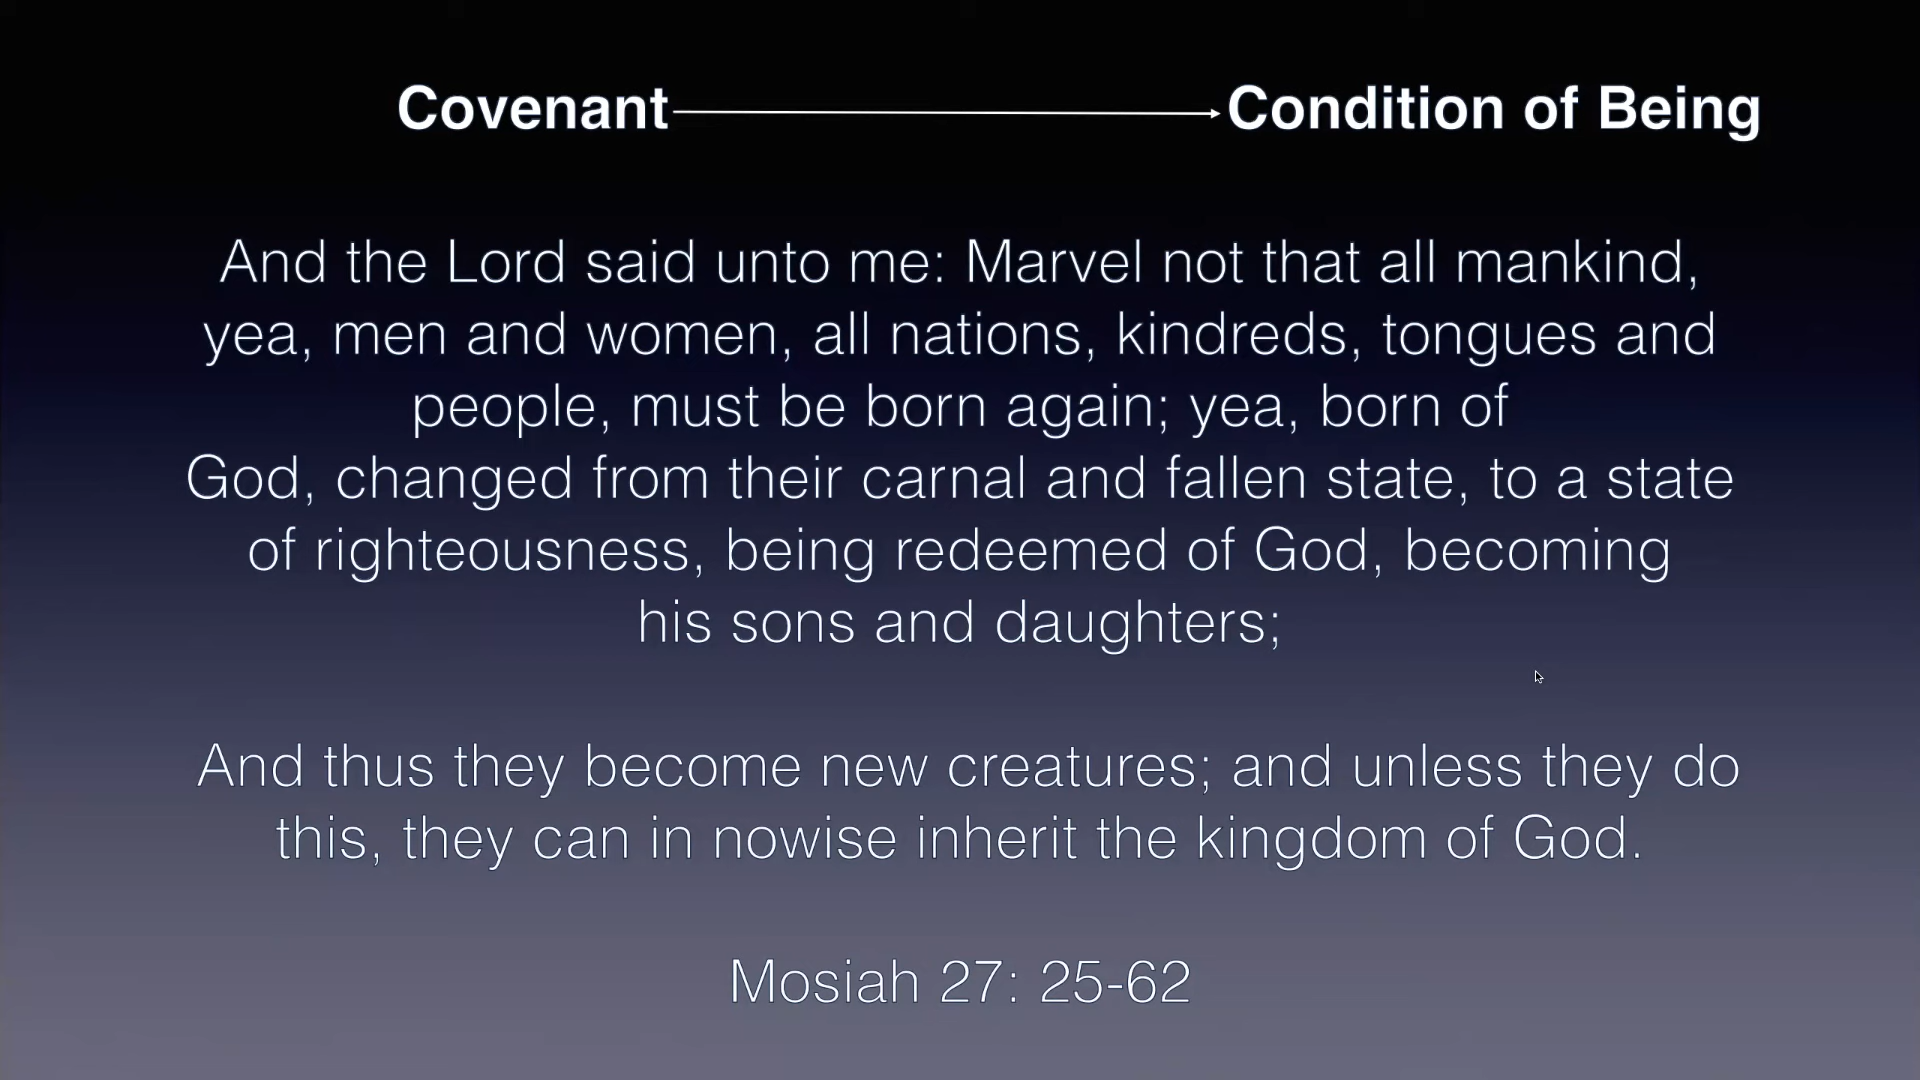 Covenant Condition of Being
And the Lord said unto me: Marvel not that all mankind,
yea, men and women, all nations, kindreds, tongues and
people, must be born again; yea, born of
God, changed from their carnal and fallen state, to a state
of righteousness, being redeemed of God, becoming
his sons and daughters;
And thus they become new creatures; and unless they do
this, they can in nowise inherit the kingdom of God.
Mosiah 27: 25-62